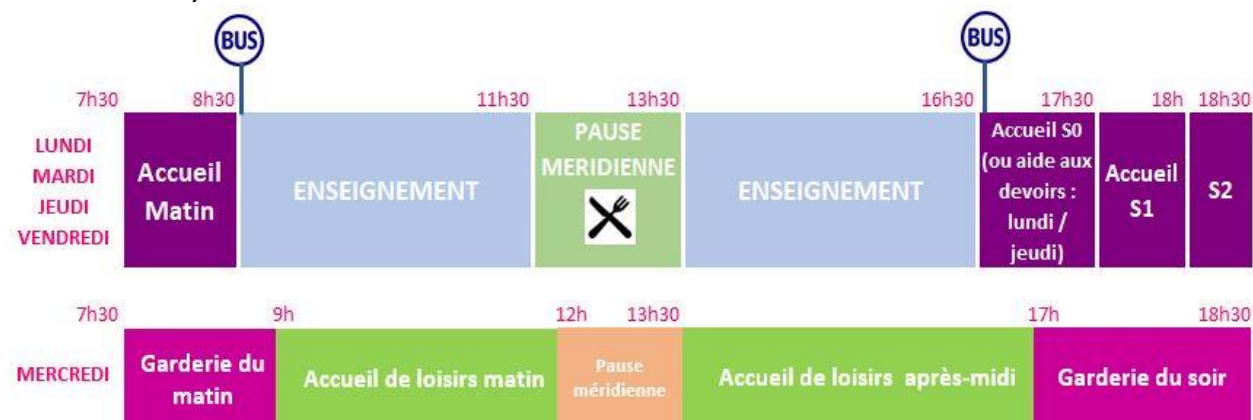 BUS BUS
7h30 8h30 11h30 13h30 16h30 17h30 18h 18h30
LUNDI
MARDI
JEUDI
VENDREDI
Accueil
Matin
ENSEIGNEMENT
PAUSE
MERIDIENNE
ENSEIGNEMENT
Accueil S0
(ou aide aux
devoirs :
lundi /
jeudi)
Accueil
S1
S2
7h30 9h 12h 13h30 17h 18h30
MERCREDI
Garderie du
matin
Accueil de loisirs matin
Pause
méridienne
Accueil de loisirs après-midi
Garderie du soir